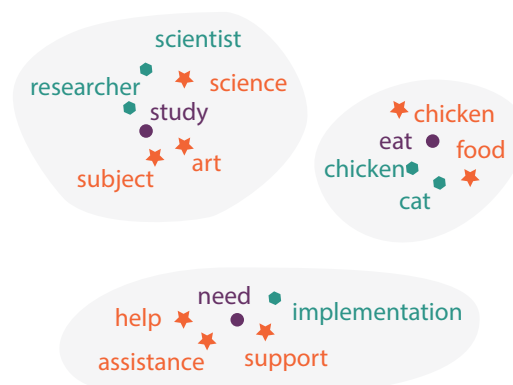 scientist
researcher
science
study
subject
art
chicken
eat
food
chicken
cat
need
help
implementation
assistance
support